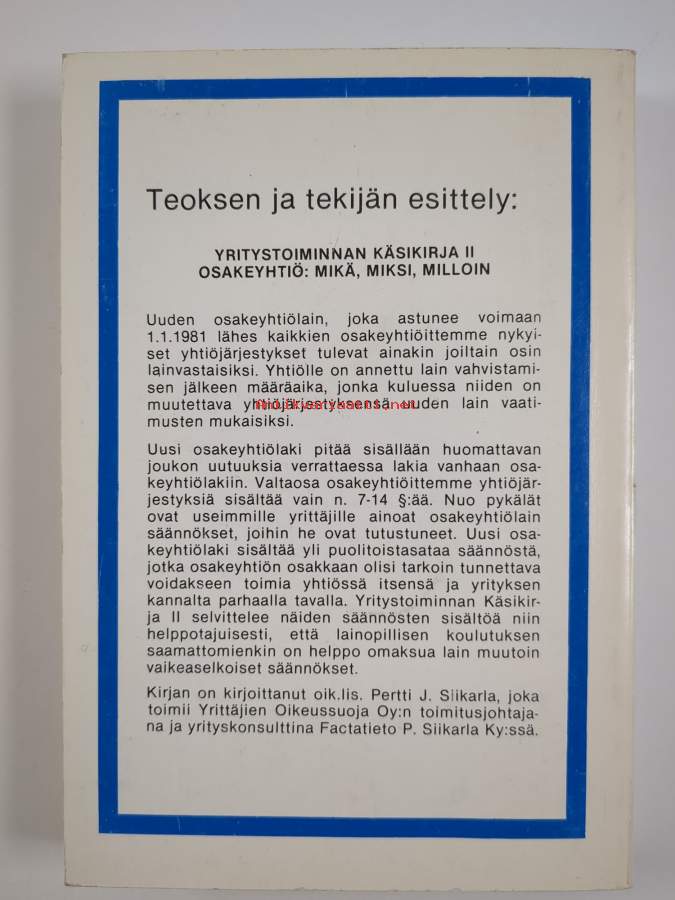 Teoksen ja tekijän esittely:
YRITYSTOIMINNAN KÄSIKIRJA II
OSAKEYHTIÖ: MIKÄ, MIKSI, MILLOIN
Uuden osakeyhtiölain, joka astunee voimaan
1.1.1981 lähes kaikkien osakeyhtiöittemme nykyi-
set yhtiöjärjestykset tulevat ainakin joiltain osin
lainvastaisiksi. Yhtiölle on annettu lain vahvistami-
sen jälkeen määräaika, jonka kuluessa niiden on
muutettava yhtiöjärjestyksensä uuden lain vaati-
antikvariaatti.net
musten mukaisiksi.
Uusi osakeyhtiölaki pitää sisällään huomattavan
joukon uutuuksia verrattaessa lakia vanhaan osa-
keyhtiölakiin. Valtaosa osakeyhtiöittemme yhtiöjär-
jestyksiä sisältää vain n. 7-14 §:ää. Nuo pykälät
ovat useimmille yrittäjille ainoat osakeyhtiölain
säännökset, joihin he ovat tutustuneet. Uusi osa-
keyhtiölaki sisältää yli puolitoistasataa säännöstä,
jotka osakeyhtiön osakkaan olisi tarkoin tunnettava
voidakseen toimia yhtiössä itsensä ja yrityksen
kannalta parhaalla tavalla. Yritystoiminnan Käsikir-
ja II selvittelee näiden säännösten sisältöä niin
helppotajuisesti, että lainopillisen koulutuksen
saamattomienkin on helppo omaksua lain muutoin
vaikeaselkoiset säännökset.
Kirjan on kirjoittanut oik.lis. Pertti J. Siikarla, joka
toimii Yrittäjien Oikeussuoja Oy:n toimitusjohtaja-
na ja yrityskonsulttina Factatieto P. Siikarla Ky:ssä.